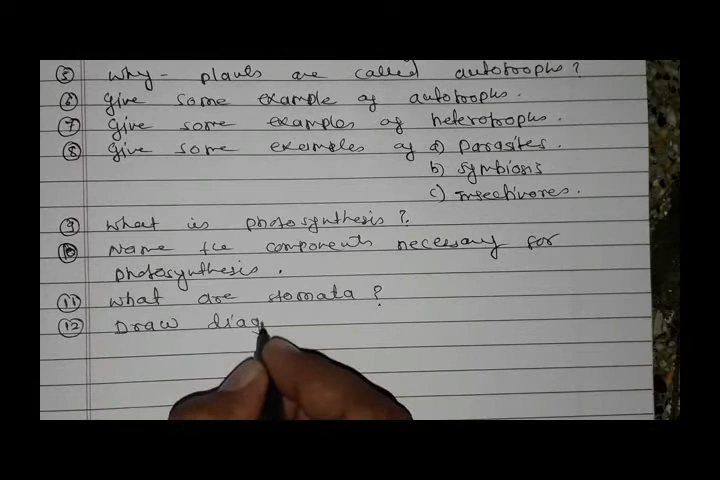 5 Why - plants are called autotrophs?
6 Give some example of autotrophs.
7 Give some examples of heterotrophs.
8 Give some examples of a) Parasites.
b) symbiosis
c) insectivores.
9 What is photosynthesis?
10 Name the components necessary for
photosynthesis.
11 What are stomata?
12 Draw diag